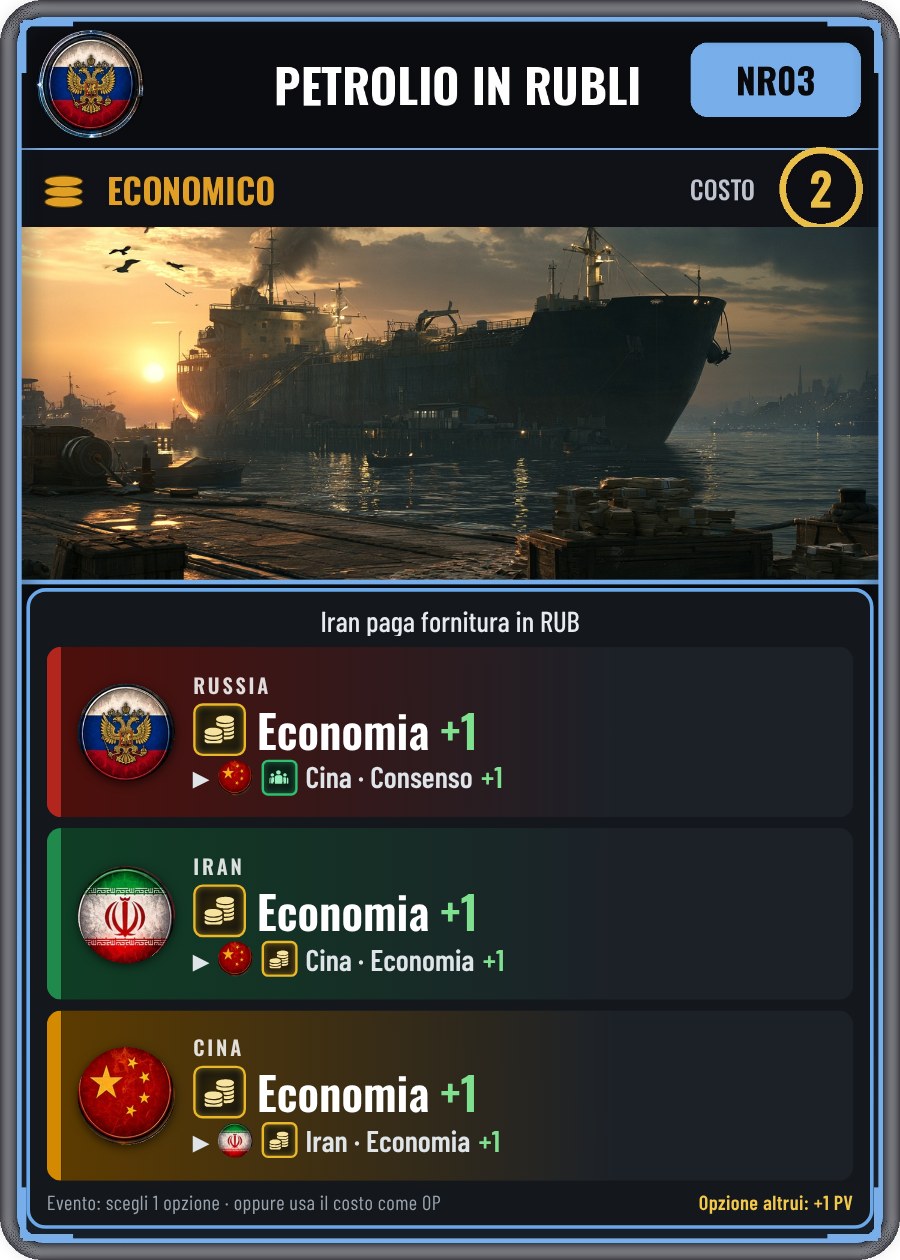 PETROLIO IN RUBLI
NR03
ECONOMICO
COSTO
2
Iran paga fornitura in RUB
RUSSIA
Economia +1
▶ Cina · Consenso +1
IRAN
Economia +1
▶ Cina · Economia +1
CINA
Economia +1
▶ Iran · Economia +1
Evento: scegli 1 opzione · oppure usa il costo come OP
Opzione altrui: +1 PV